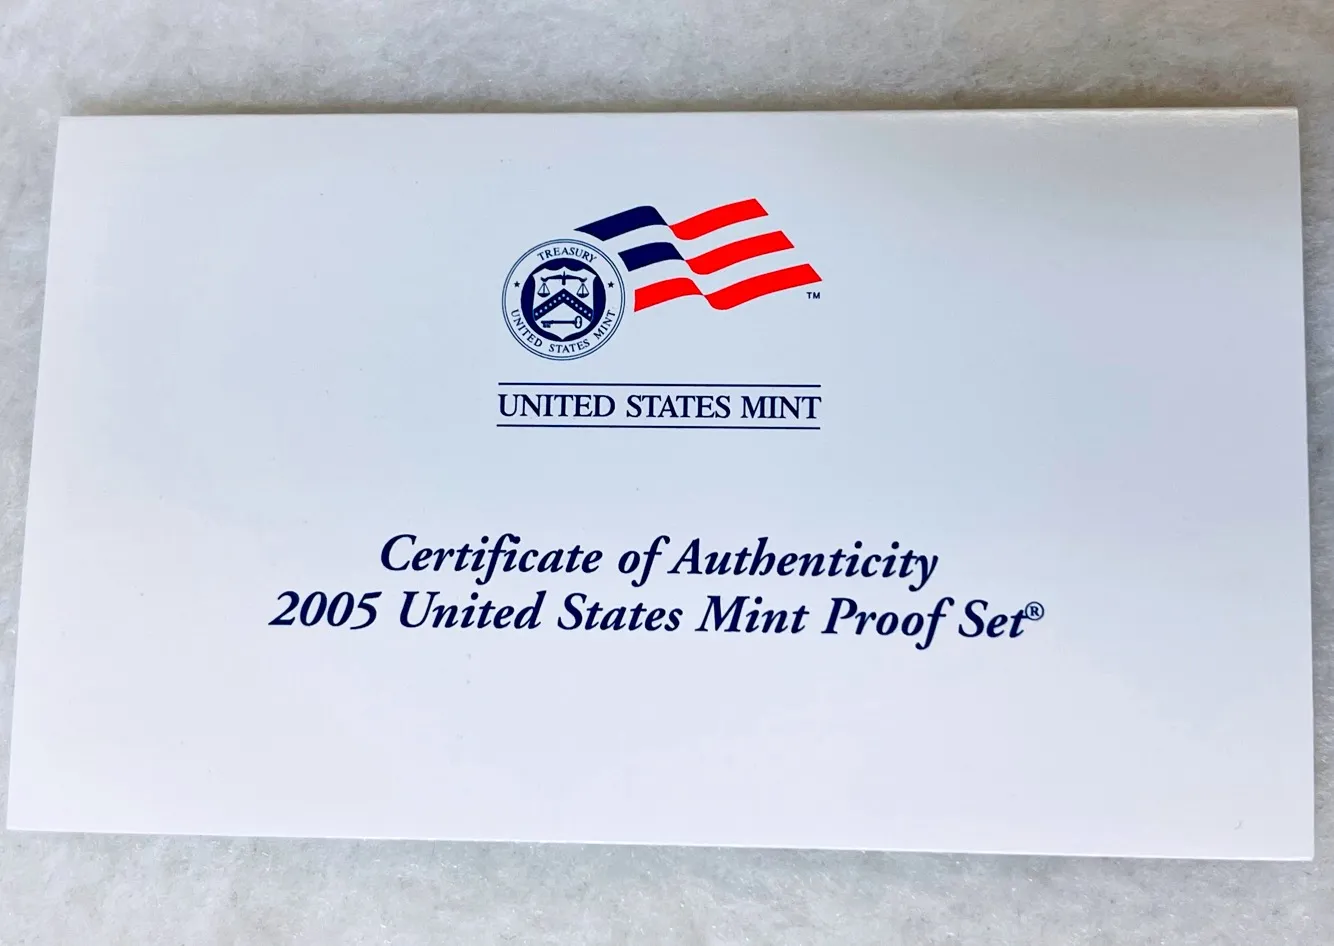 TREASURY
UNITED STATES MINT
™
UNITED STATES MINT
Certificate of Authenticity
2005 United States Mint Proof Set®